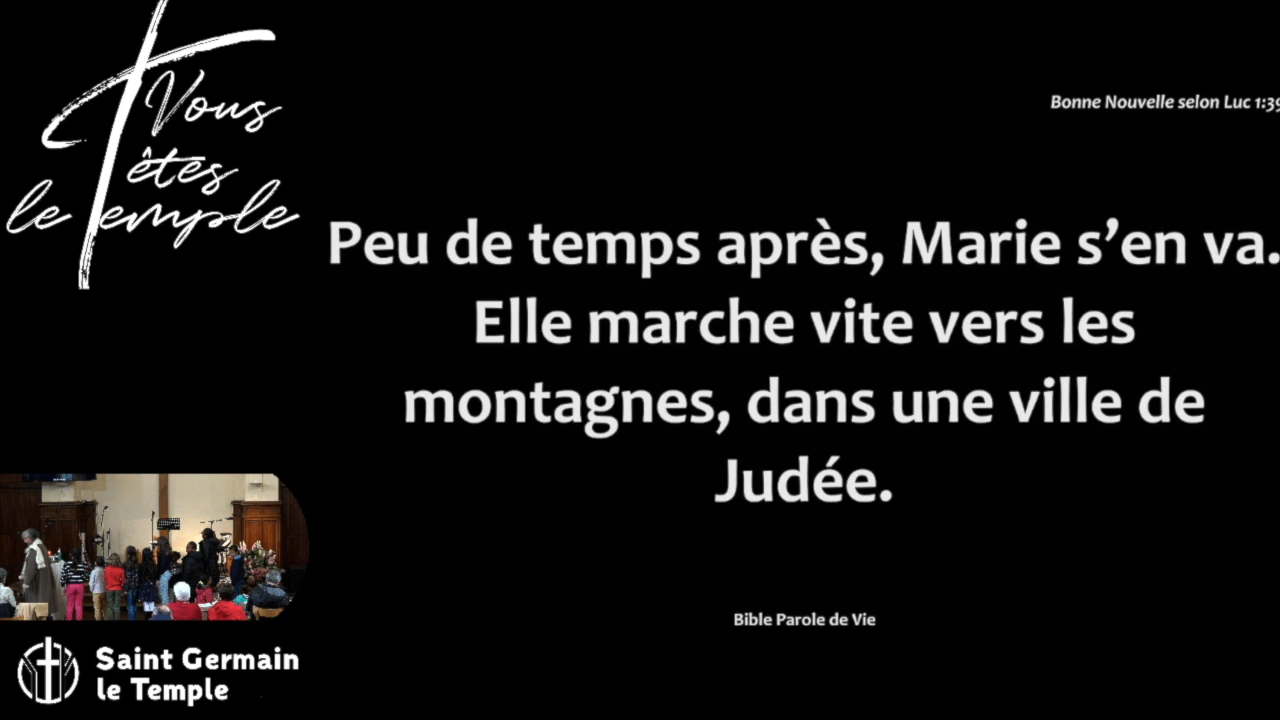 Vous
êtes
le Temple
Bonne Nouvelle selon Luc 1:39
Peu de temps après, Marie s’en va.
Elle marche vite vers les
montagnes, dans une ville de
Judée.
Bible Parole de Vie
Saint Germain
le Temple